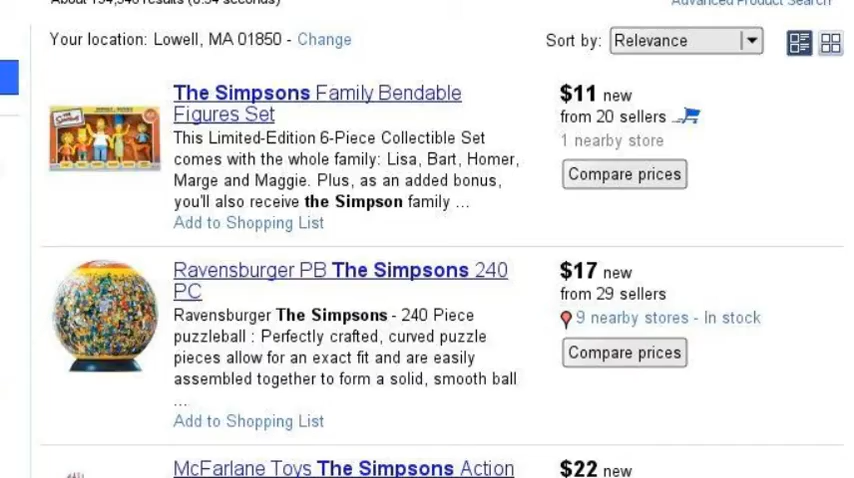 Your location: Lowell, MA 01850 - Change
Sort by: Relevance
The Simpsons Family Bendable
Figures Set
This Limited-Edition 6-Piece Collectible Set
comes with the whole family: Lisa, Bart, Homer,
Marge and Maggie. Plus, as an added bonus,
you'll also receive the Simpson family ...
Add to Shopping List
$11 new
from 20 sellers
1 nearby store
Compare prices
Ravensburger PB The Simpsons 240
PC
Ravensburger The Simpsons - 240 Piece
puzzleball : Perfectly crafted, curved puzzle
pieces allow for an exact fit and are easily
assembled together to form a solid, smooth ball
...
Add to Shopping List
$17 new
from 29 sellers
9 nearby stores - In stock
Compare prices
McFarlane Toys The Simpsons Action
$22 new